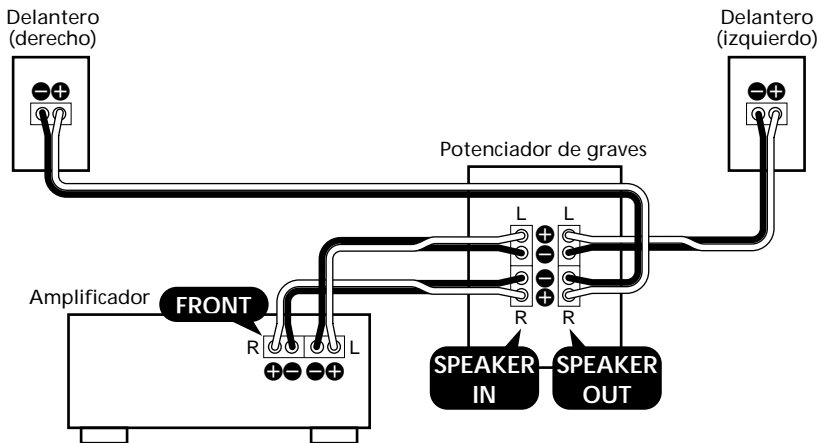 Delantero
(derecho)
Delantero
(izquierdo)
Potenciador de graves
L L
Amplificador
FRONT
R L
R R
SPEAKER
IN
SPEAKER
OUT